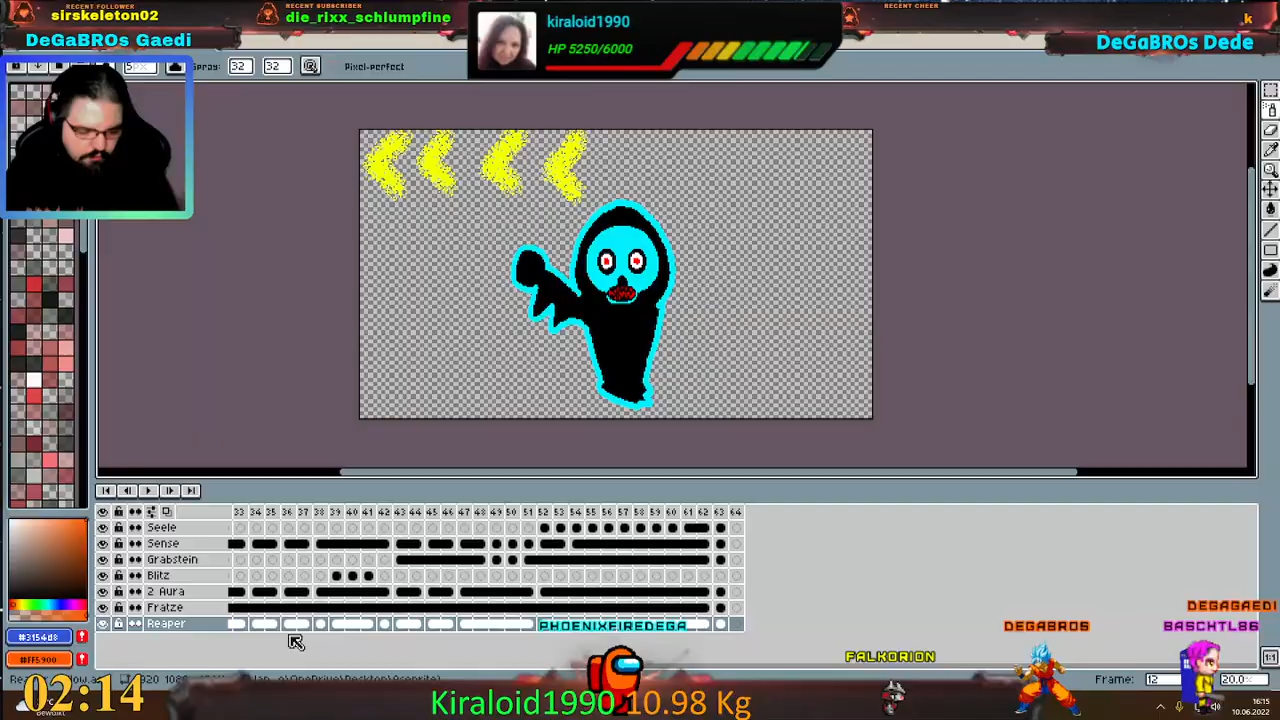 RECENT FOLLOWER
sirskeleton02
RECENT SUBSCRIBER
die_rixx_schlumpfine
kiraloid1990
HP 5250/6000
RECENT CHEER
k
DeGaBROs Gaedi
DeGaBROs Dede
Spray: 32 32
Pixel-perfect
33 34 35 36 37 38 39 40 41 42 43 44 45 46 47 48 49 50 51 52 53 54 55 56 57 58 59 60 61 62 63 64
Seele
Sense
Grabstein
Blitz
2 Aura
Fratze
Reaper
PHOENIXFIREDEGA
DEGAGAEDI
DEGABROS
BASCHTL86
FALKORION
#3154d8
#FF5900
1:1
Frame: 12
20.0%
02:14
Kiraloid1990 10.98 Kg
16:15
10.06.2022